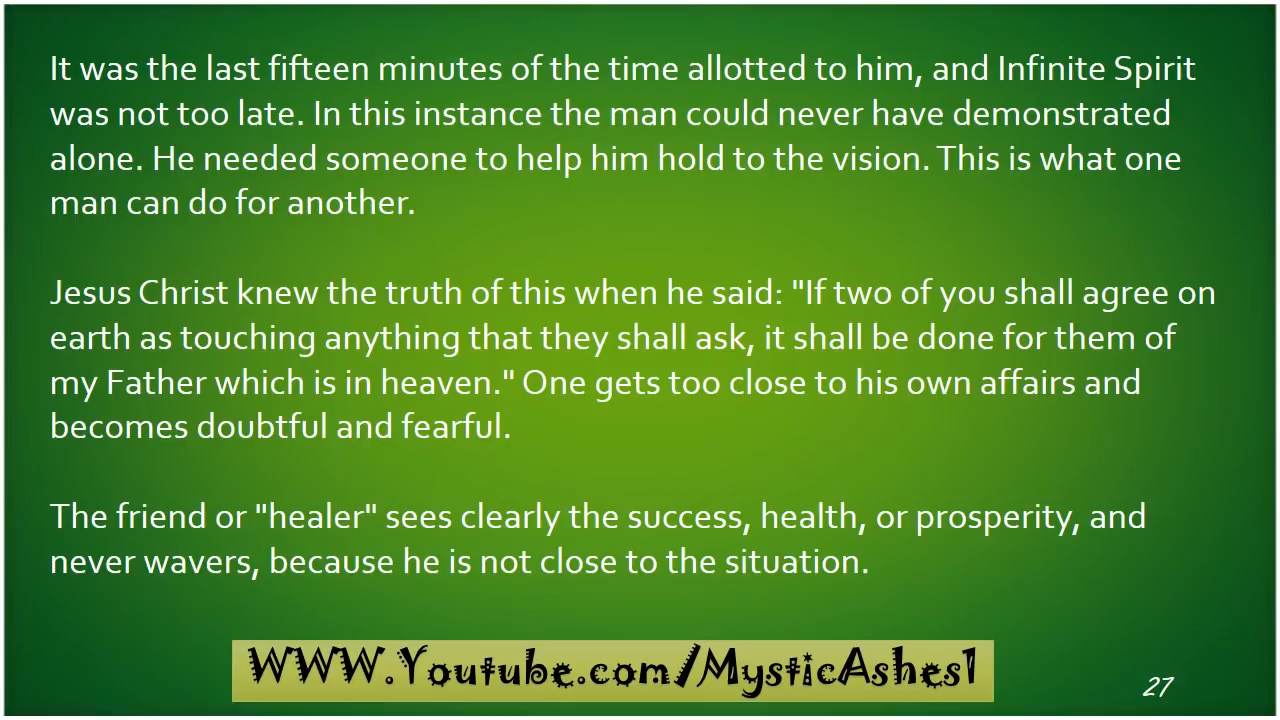 It was the last fifteen minutes of the time allotted to him, and Infinite Spirit
was not too late. In this instance the man could never have demonstrated
alone. He needed someone to help him hold to the vision. This is what one
man can do for another.
Jesus Christ knew the truth of this when he said: "If two of you shall agree on
earth as touching anything that they shall ask, it shall be done for them of
my Father which is in heaven." One gets too close to his own affairs and
becomes doubtful and fearful.
The friend or "healer" sees clearly the success, health, or prosperity, and
never wavers, because he is not close to the situation.
WWW.Youtube.com/MysticAshes1
27